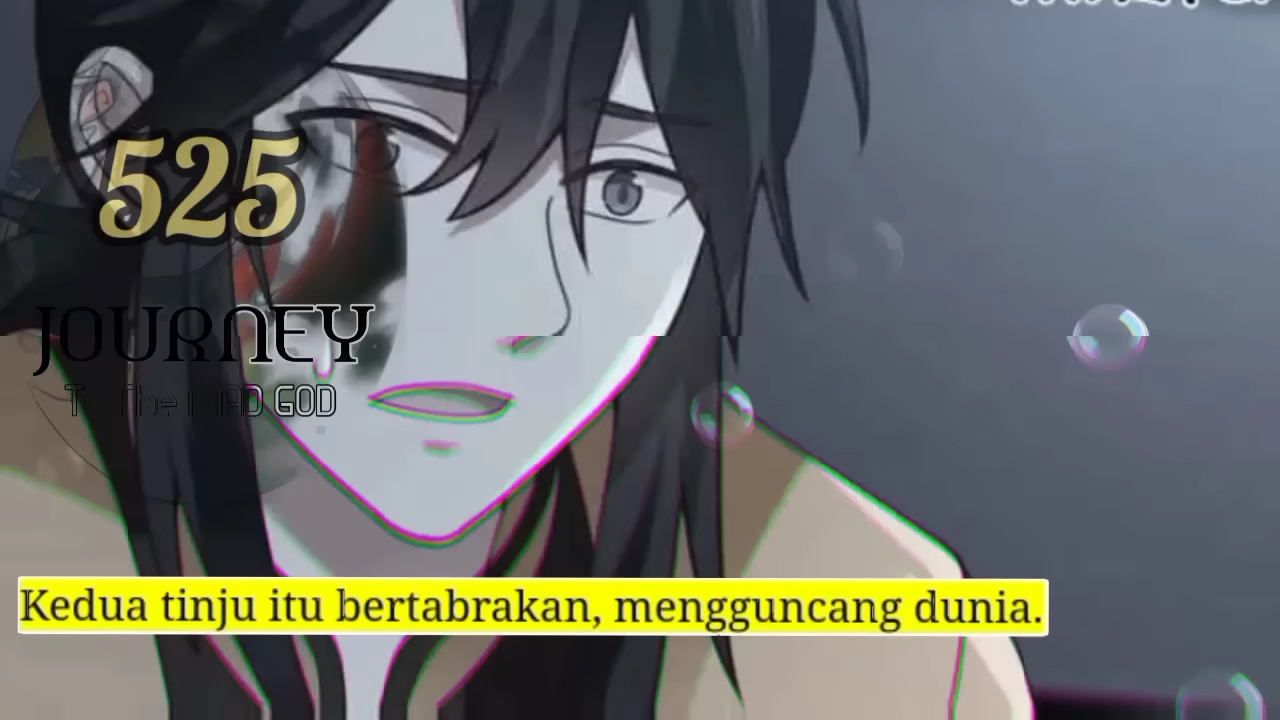 525
JOURNEY
To The MAD GOD
Kedua tinju itu bertabrakan, mengguncang dunia.